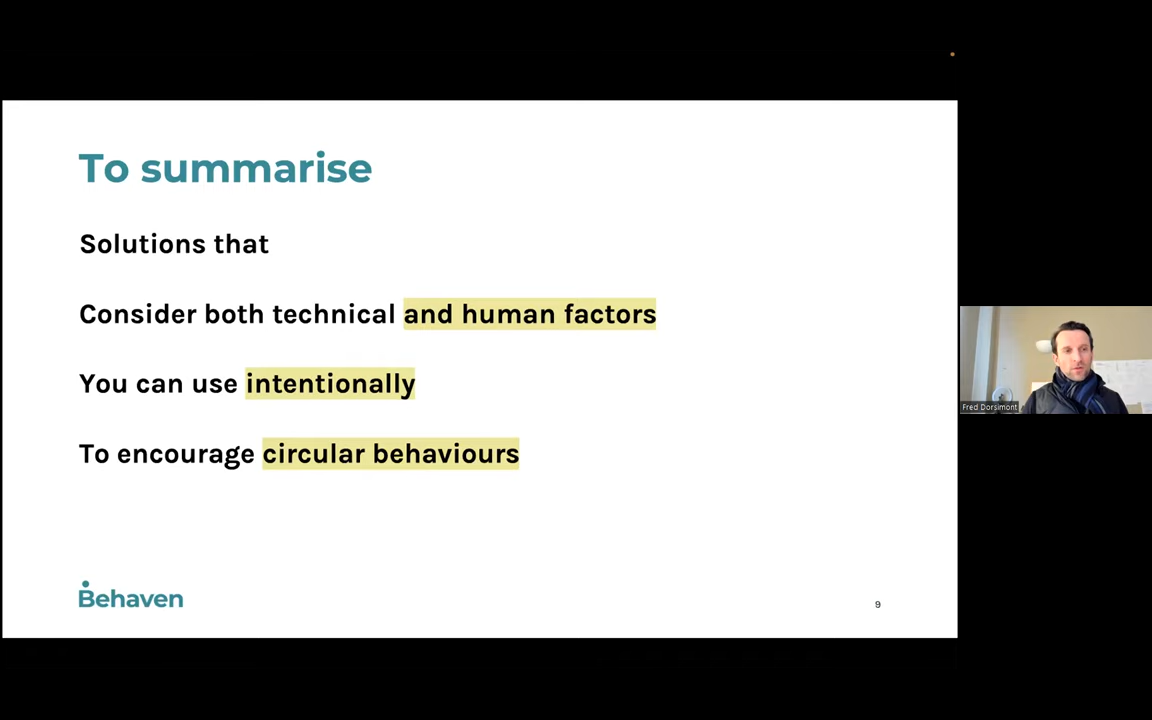 To summarise
Solutions that
Consider both technical and human factors
You can use intentionally
To encourage circular behaviours
Behaven
9
Fred Dorsimont